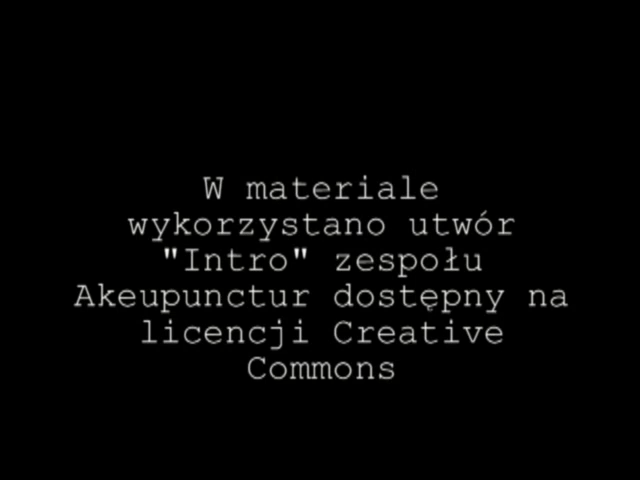 W materiale
wykorzystano utwór
"Intro" zespołu
Akeupunctur dostępny na
licencji Creative
Commons